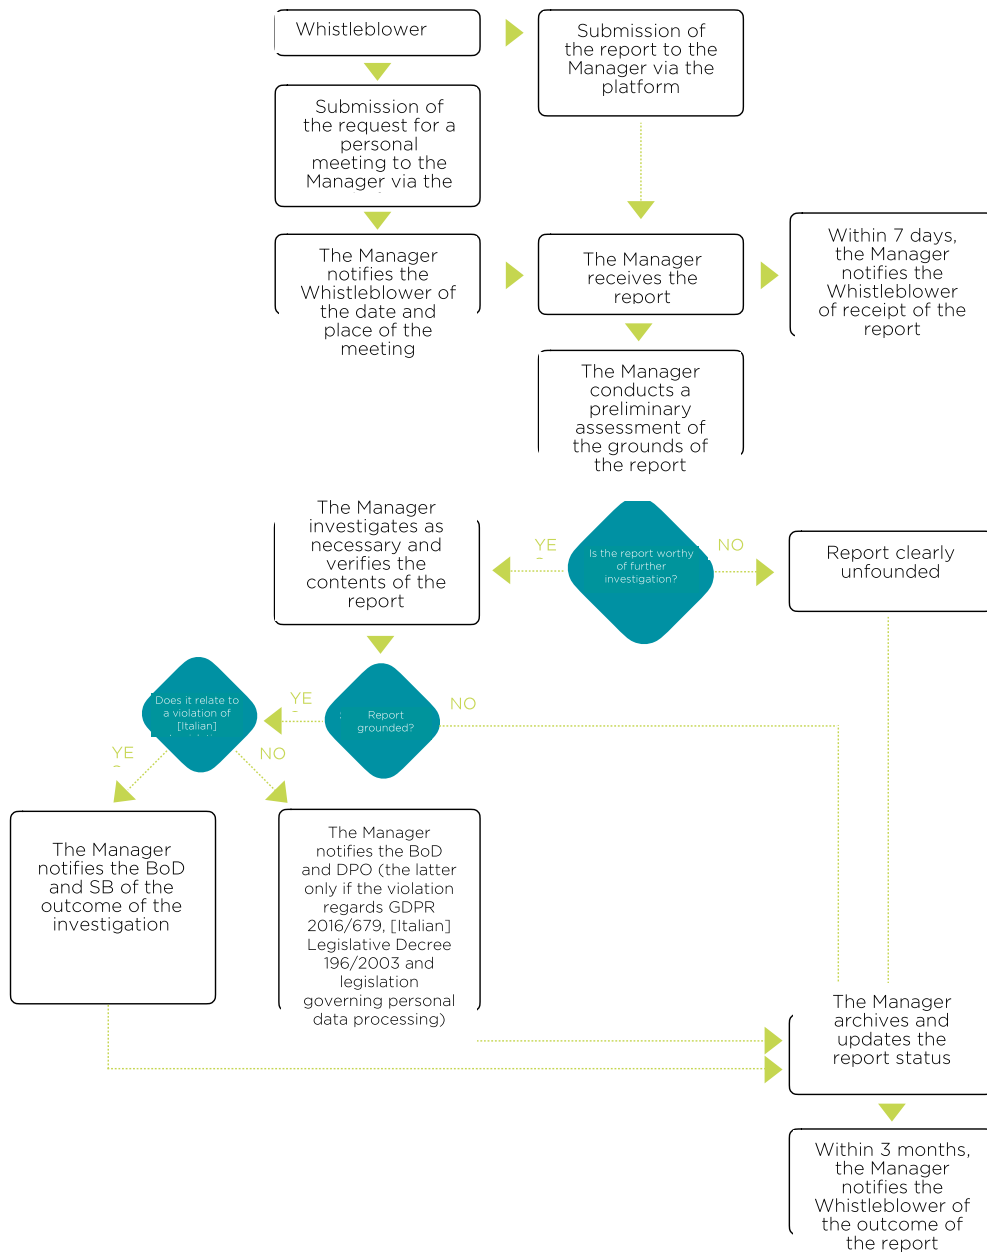 Whistleblower
Submission of
the report to the
Manager via the
platform
Submission of
the request for a
personal
meeting to the
Manager via the
The Manager
notifies the
Whistleblower of
the date and
place of the
meeting
The Manager
receives the
report
Within 7 days,
the Manager
notifies the
Whistleblower
of receipt of the
report
The Manager
conducts a
preliminary
assessment of
the grounds of
the report
The Manager
investigates as
necessary and
verifies the
contents of the
report
YE
Is the report worthy
of further
investigation?
NO
Report clearly
unfounded
Does it relate to
a violation of
[Italian]
YE
Report
grounded?
NO
YE
NO
The Manager
notifies the BoD
and SB of the
outcome of the
investigation
The Manager
notifies the BoD
and DPO (the latter
only if the violation
regards GDPR
2016/679, [Italian]
Legislative Decree
196/2003 and
legislation
governing personal
data processing)
The Manager
archives and
updates the
report status
Within 3 months,
the Manager
notifies the
Whistleblower of
the outcome of
the report